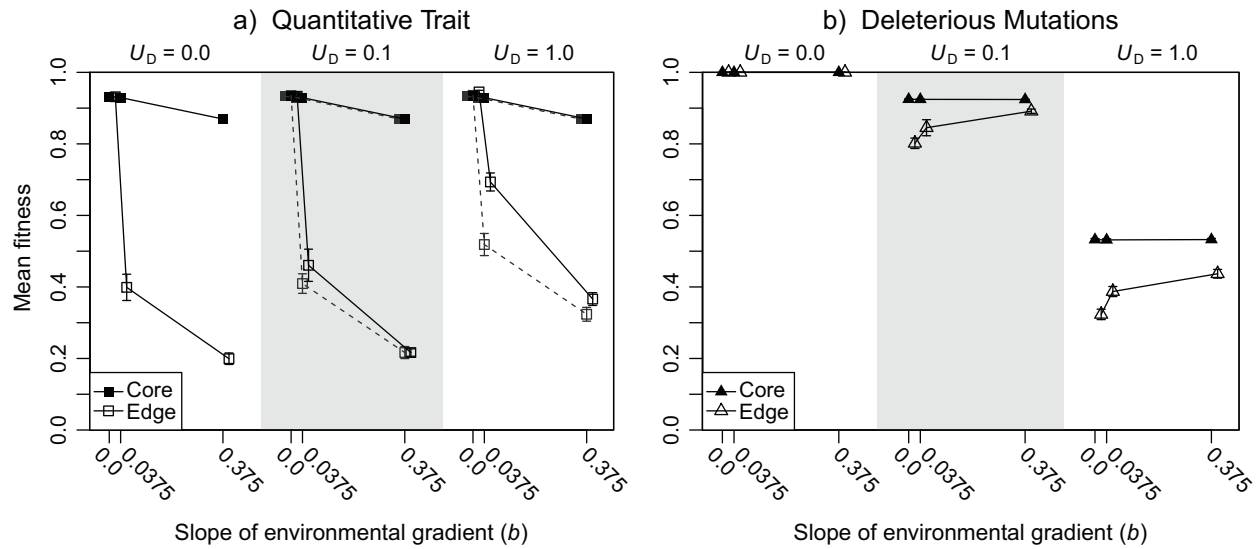 a) Quantitative Trait
U_D = 0.0 U_D = 0.1 U_D = 1.0
Mean fitness
1.0
0.8
0.6
0.4
0.2
0.0
Core
Edge
0.0 0.0375 0.375 0.0 0.0375 0.375 0.0 0.0375 0.375
Slope of environmental gradient (b)
b) Deleterious Mutations
U_D = 0.0 U_D = 0.1 U_D = 1.0
1.0
0.8
0.6
0.4
0.2
0.0
Core
Edge
0.0 0.0375 0.375 0.0 0.0375 0.375 0.0 0.0375 0.375
Slope of environmental gradient (b)